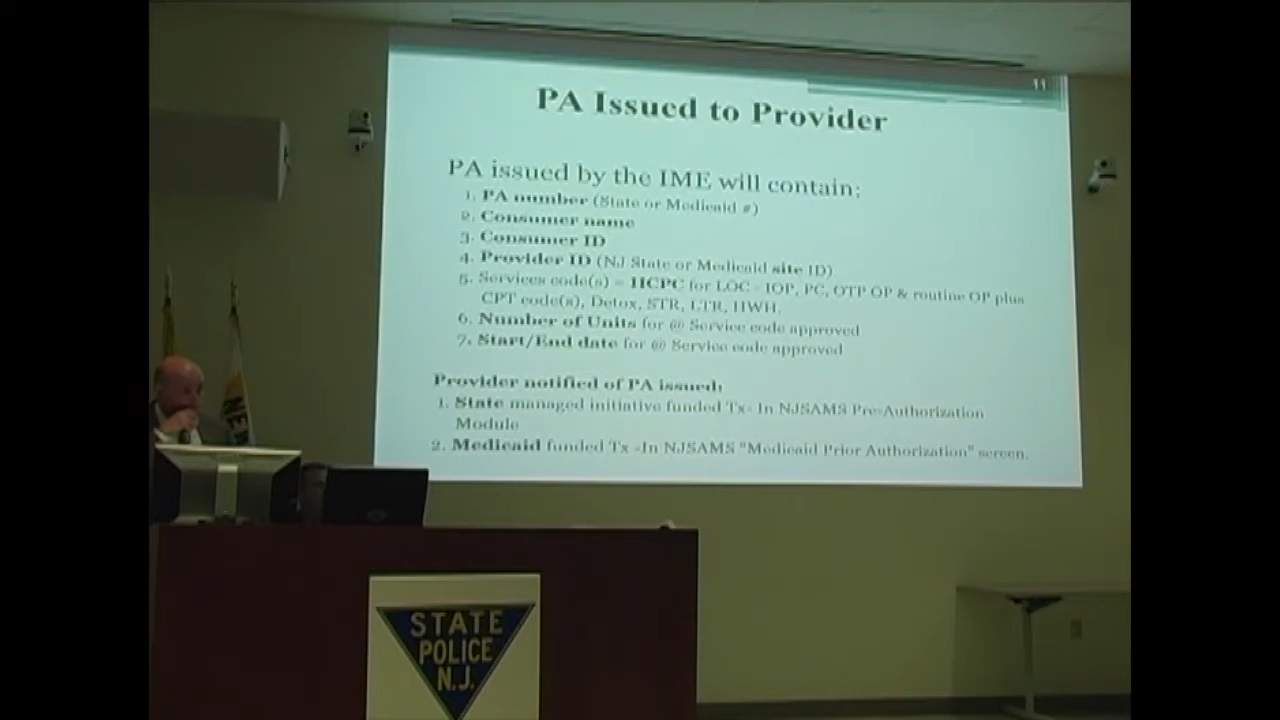 11
PA Issued to Provider
PA issued by the IME will contain:
1. PA number (State or Medicaid #)
2. Consumer name
3. Consumer ID
4. Provider ID (NJ State or Medicaid site ID)
5. Services code(s) – HCPC for LOC - IOP, PC, OTP OP & routine OP plus
CPT code(s), Detox, STR, LTR, HWH.
6. Number of Units for @ Service code approved
7. Start/End date for @ Service code approved
Provider notified of PA issued:
1. State managed initiative funded Tx- In NJSAMS Pre-Authorization
Module
2. Medicaid funded Tx -In NJSAMS "Medicaid Prior Authorization" screen.
STATE
POLICE
N.J.